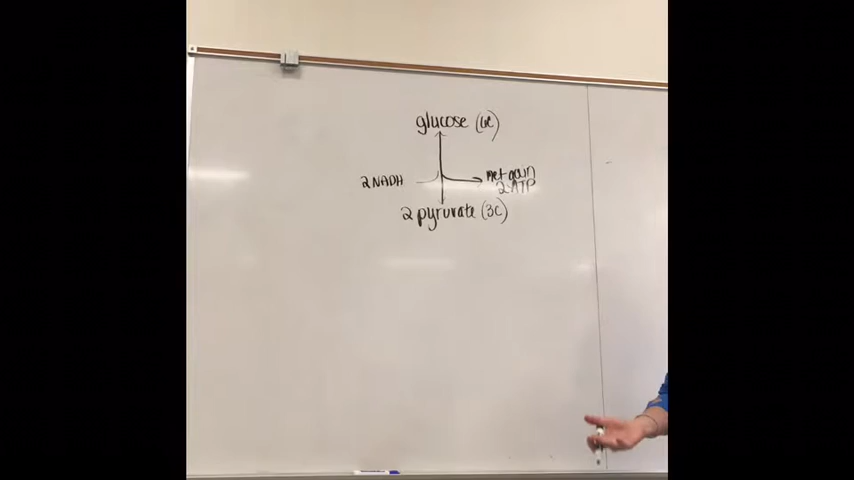 glucose (6C)
2 NADH
net gain
2 ATP
2 pyruvate (3C)